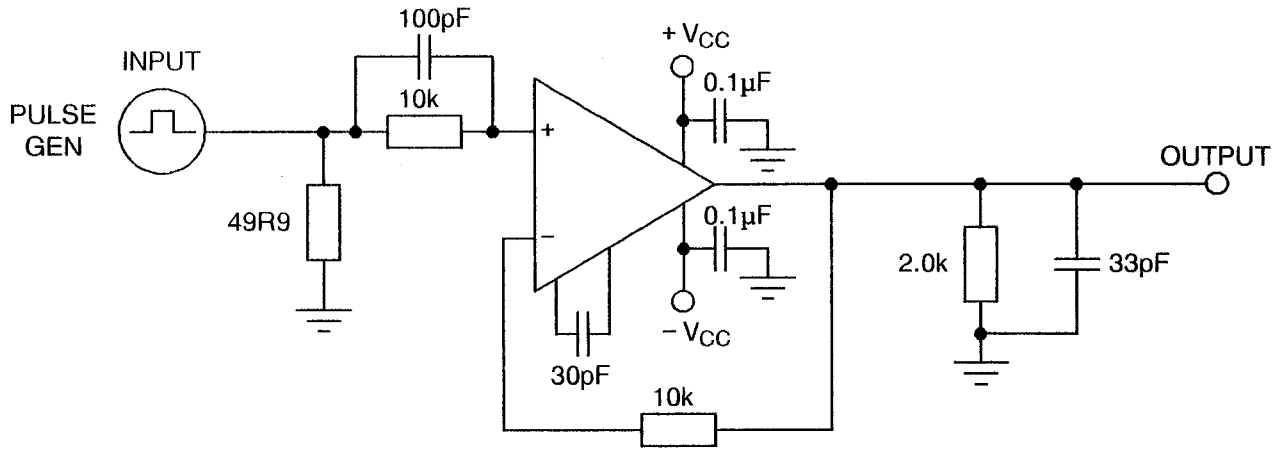 100pF
+ VCC
INPUT
0.1µF
10k
PULSE
GEN
+
OUTPUT
49R9
0.1µF
−
2.0k
33pF
− VCC
30pF
10k